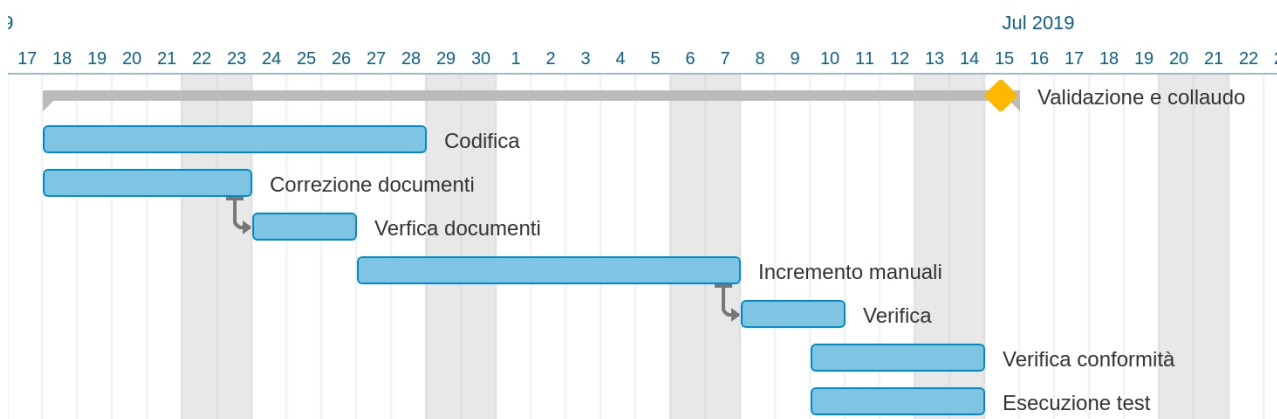 9 Jul 2019
17 18 19 20 21 22 23 24 25 26 27 28 29 30 1 2 3 4 5 6 7 8 9 10 11 12 13 14 15 16 17 18 19 20 21 22 2
Validazione e collaudo
Codifica
Correzione documenti
Verfica documenti
Incremento manuali
Verifica
Verifica conformità
Esecuzione test